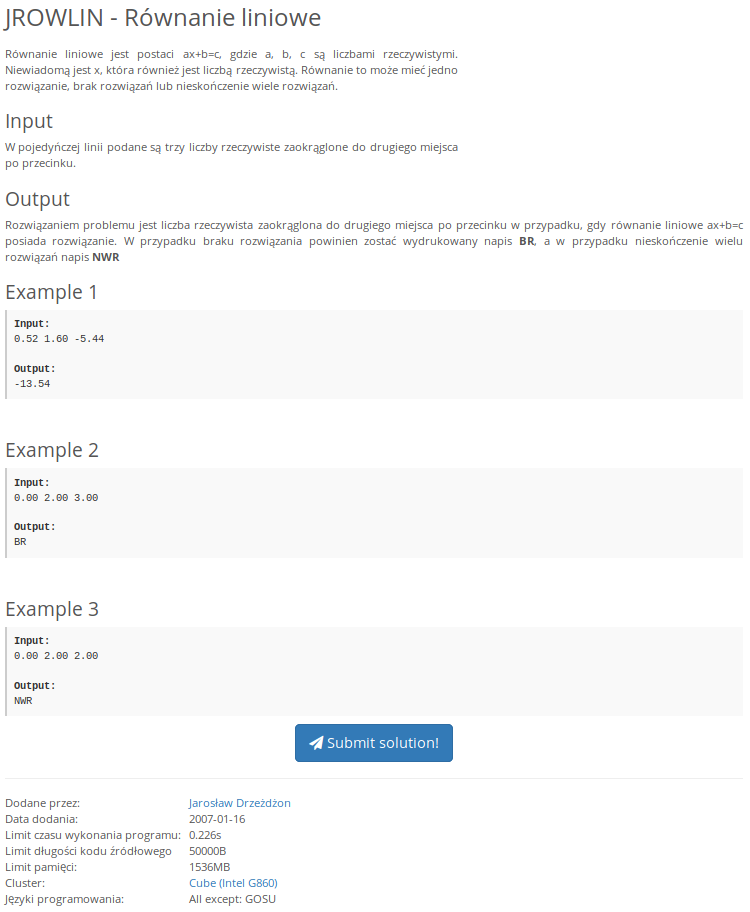 JROWLIN - Równanie liniowe
Równanie liniowe jest postaci ax+b=c, gdzie a, b, c są liczbami rzeczywistymi.
Niewiadomą jest x, która również jest liczbą rzeczywistą. Równanie to może mieć jedno
rozwiązanie, brak rozwiązań lub nieskończenie wiele rozwiązań.
Input
W pojedyńczej linii podane są trzy liczby rzeczywiste zaokrąglone do drugiego miejsca
po przecinku.
Output
Rozwiązaniem problemu jest liczba rzeczywista zaokrąglona do drugiego miejsca po przecinku w przypadku, gdy równanie liniowe ax+b=c
posiada rozwiązanie. W przypadku braku rozwiązania powinien zostać wydrukowany napis BR, a w przypadku nieskończenie wielu
rozwiązań napis NWR
Example 1
Input:
0.52 1.60 -5.44
Output:
-13.54
Example 2
Input:
0.00 2.00 3.00
Output:
BR
Example 3
Input:
0.00 2.00 2.00
Output:
NWR
Submit solution!
Dodane przez: Jarosław Drzeżdżon
Data dodania: 2007-01-16
Limit czasu wykonania programu: 0.226s
Limit długości kodu źródłowego 50000B
Limit pamięci: 1536MB
Cluster: Cube (Intel G860)
Języki programowania: All except: GOSU